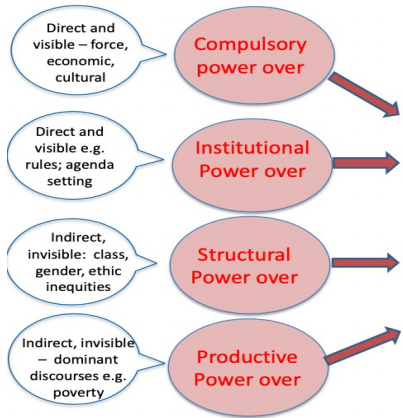 Direct and
visible – force,
economic,
cultural
Compulsory
power over
Direct and
visible e.g.
rules; agenda
setting
Institutional
Power over
Indirect,
invisible: class,
gender, ethic
inequities
Structural
Power over
Indirect, invisible
– dominant
discourses e.g.
poverty
Productive
Power over